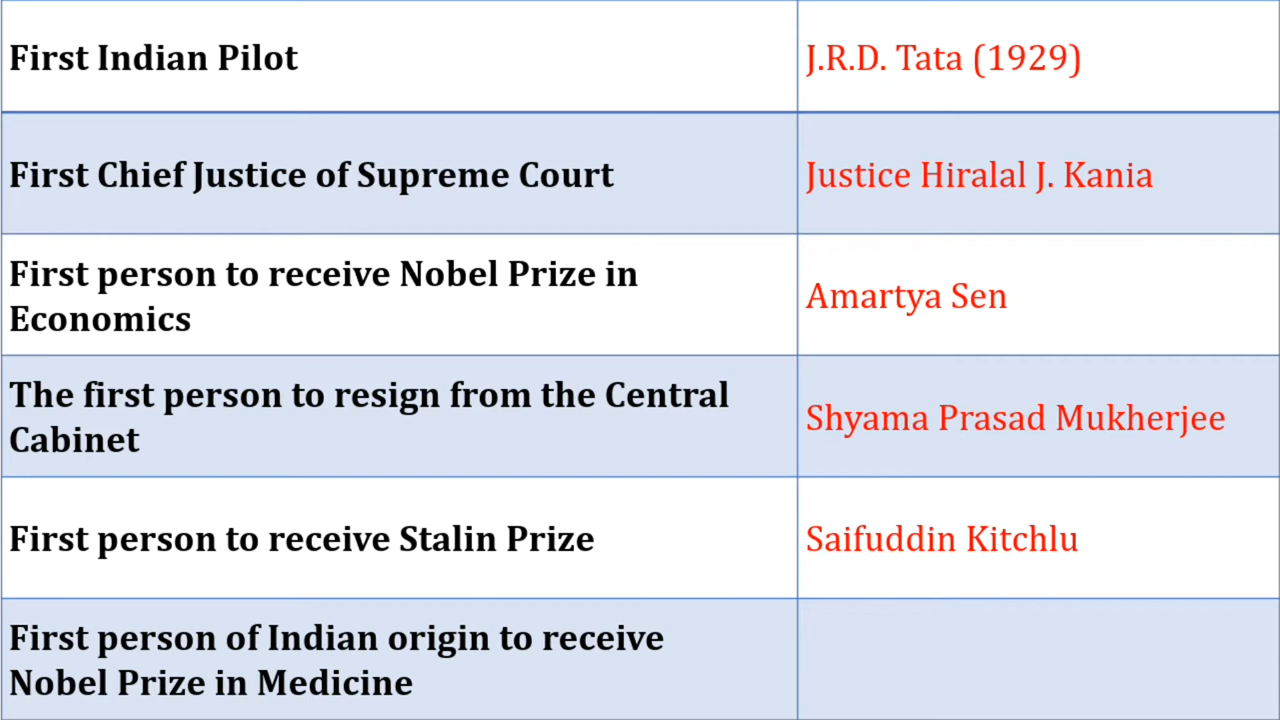 First Indian Pilot
J.R.D. Tata (1929)
First Chief Justice of Supreme Court
Justice Hiralal J. Kania
First person to receive Nobel Prize in
Economics
Amartya Sen
The first person to resign from the Central
Cabinet
Shyama Prasad Mukherjee
First person to receive Stalin Prize
Saifuddin Kitchlu
First person of Indian origin to receive
Nobel Prize in Medicine